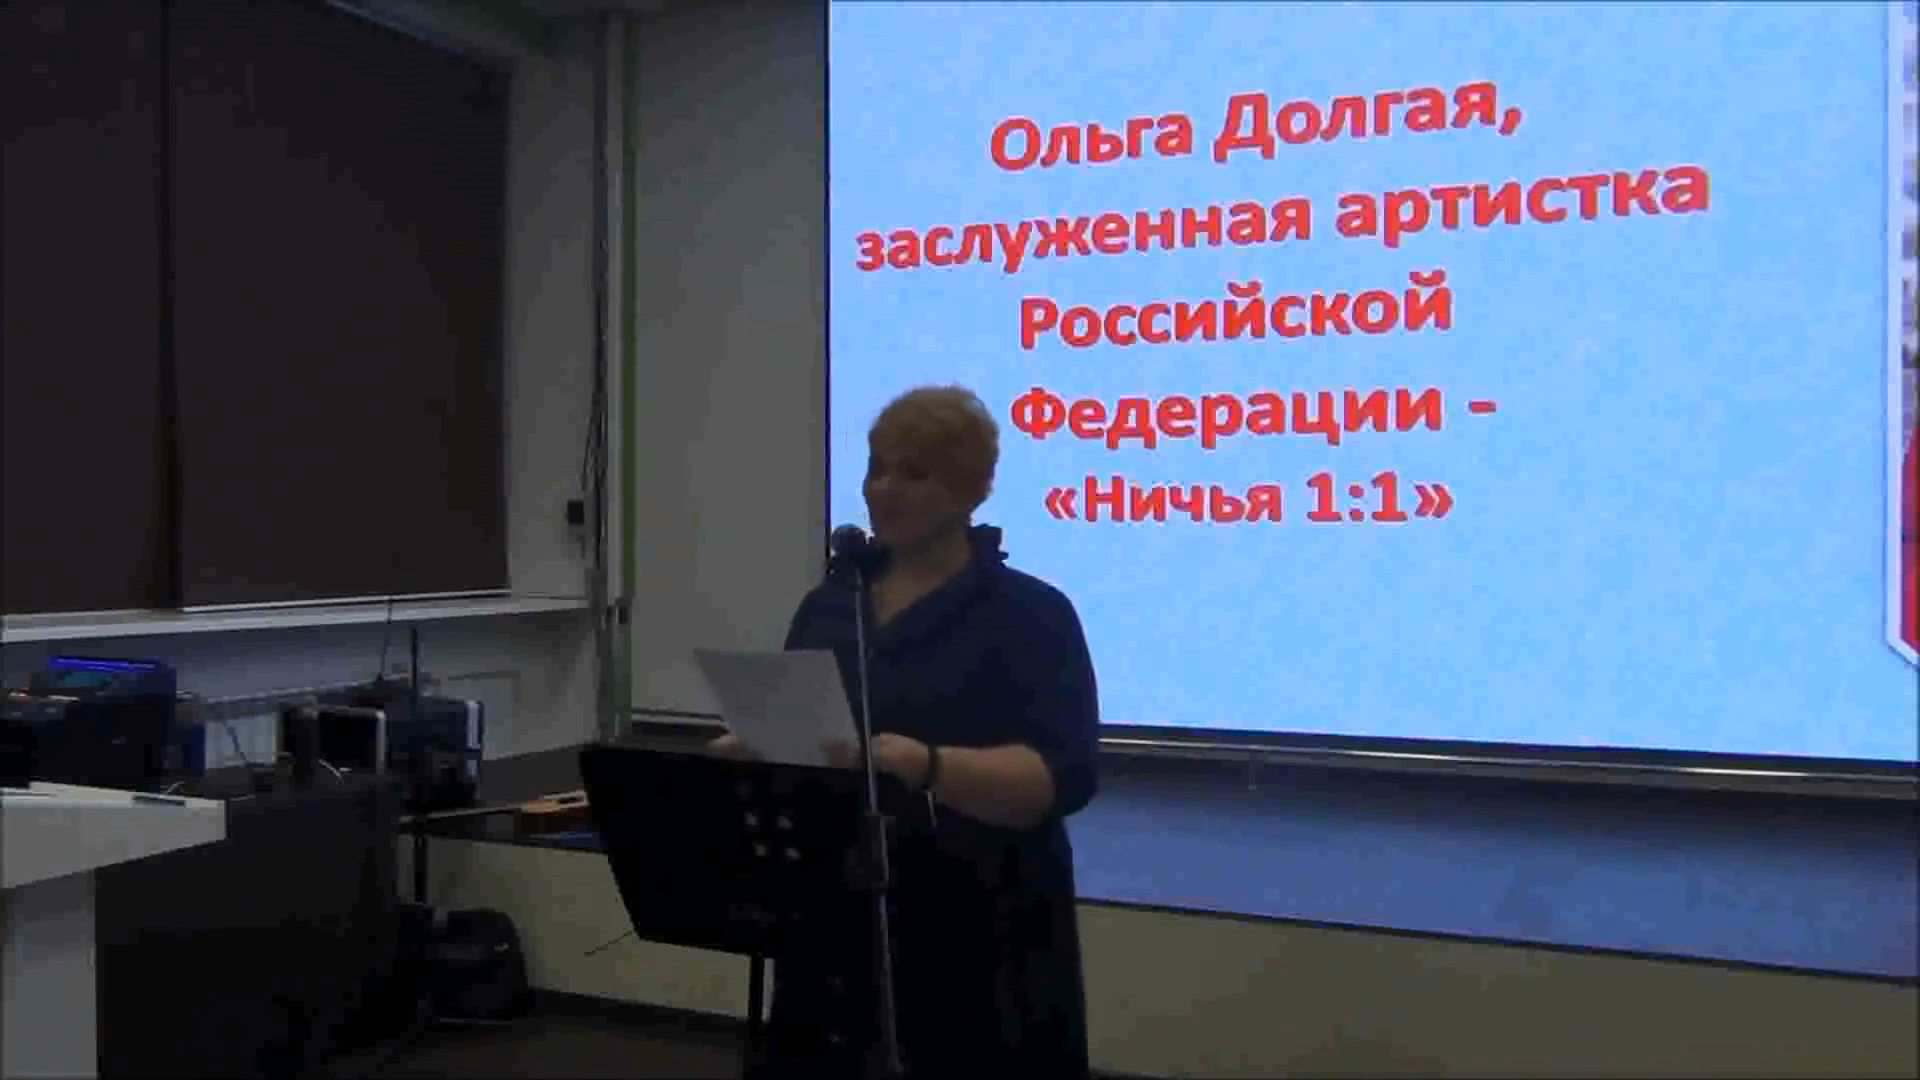 Ольга Долгая,
заслуженная артистка
Российской
Федерации -
«Ничья 1:1»